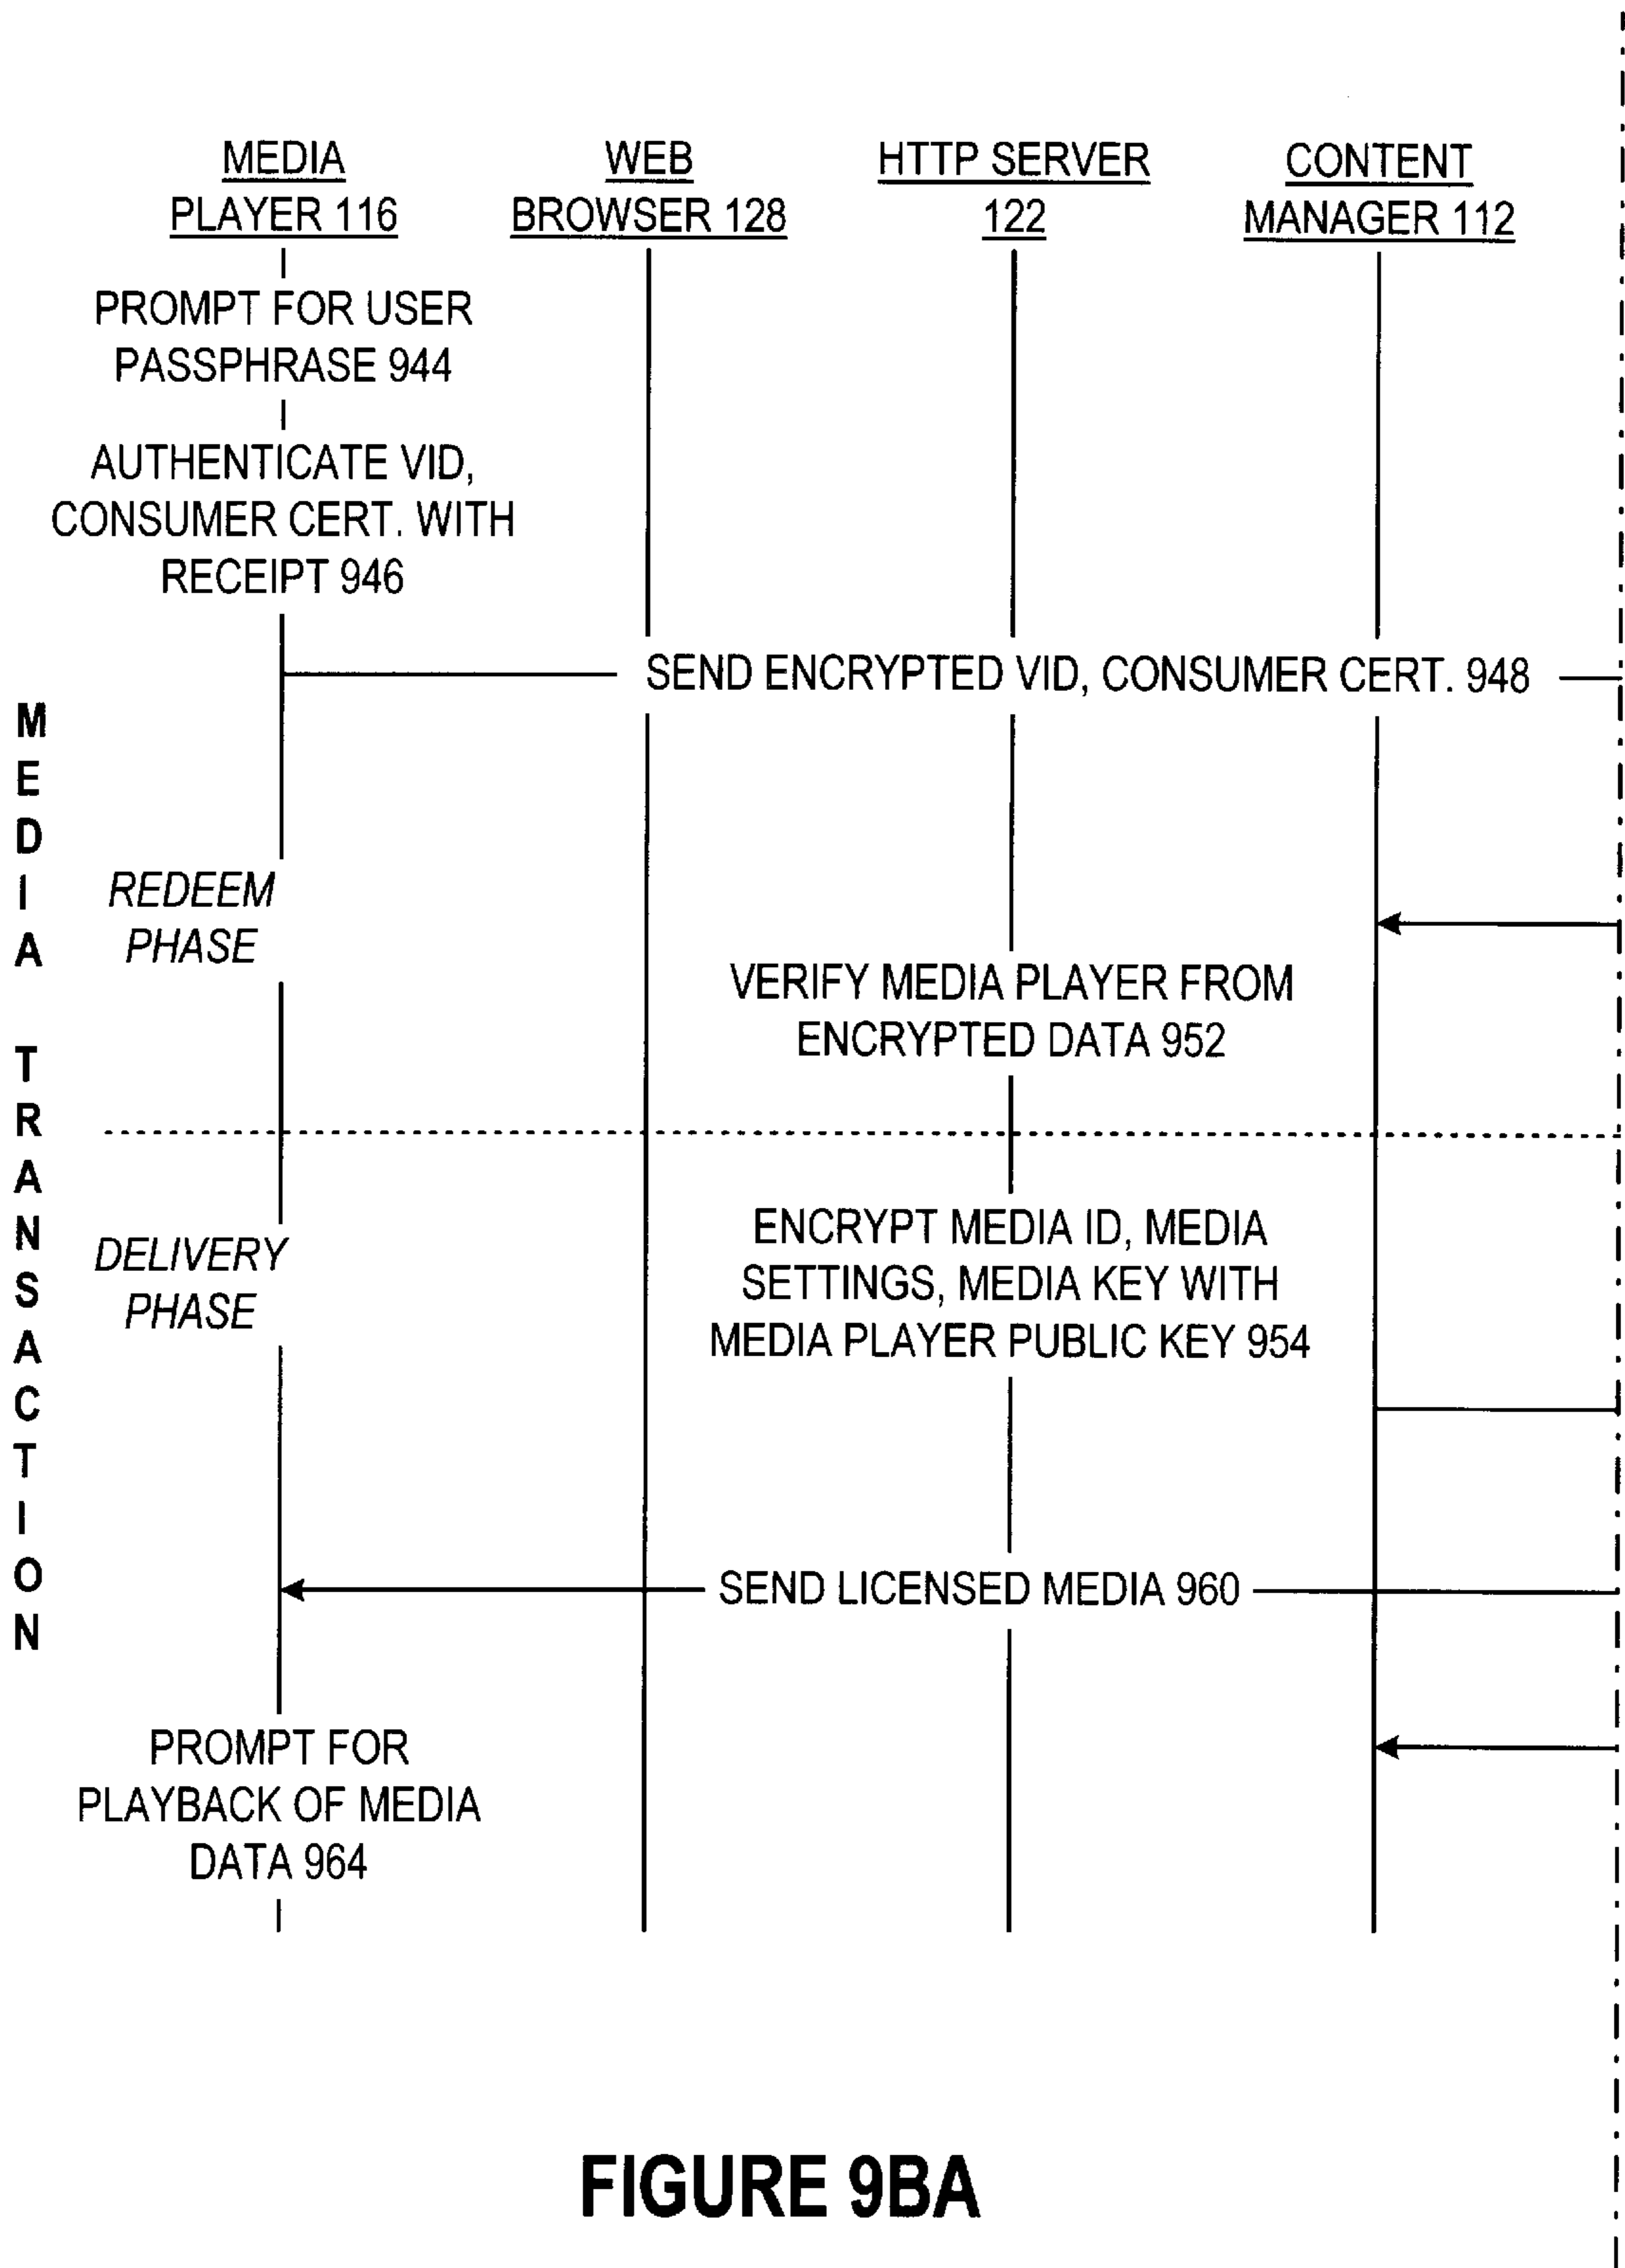 MEDIA
PLAYER 116
WEB
BROWSER 128
HTTP SERVER
122
CONTENT
MANAGER 112
PROMPT FOR USER
PASSPHRASE 944
AUTHENTICATE VID,
CONSUMER CERT. WITH
RECEIPT 946
SEND ENCRYPTED VID, CONSUMER CERT. 948
MEDIA TRANSACTION
REDEEM
PHASE
VERIFY MEDIA PLAYER FROM
ENCRYPTED DATA 952
DELIVERY
PHASE
ENCRYPT MEDIA ID, MEDIA
SETTINGS, MEDIA KEY WITH
MEDIA PLAYER PUBLIC KEY 954
SEND LICENSED MEDIA 960
PROMPT FOR
PLAYBACK OF MEDIA
DATA 964
FIGURE 9BA